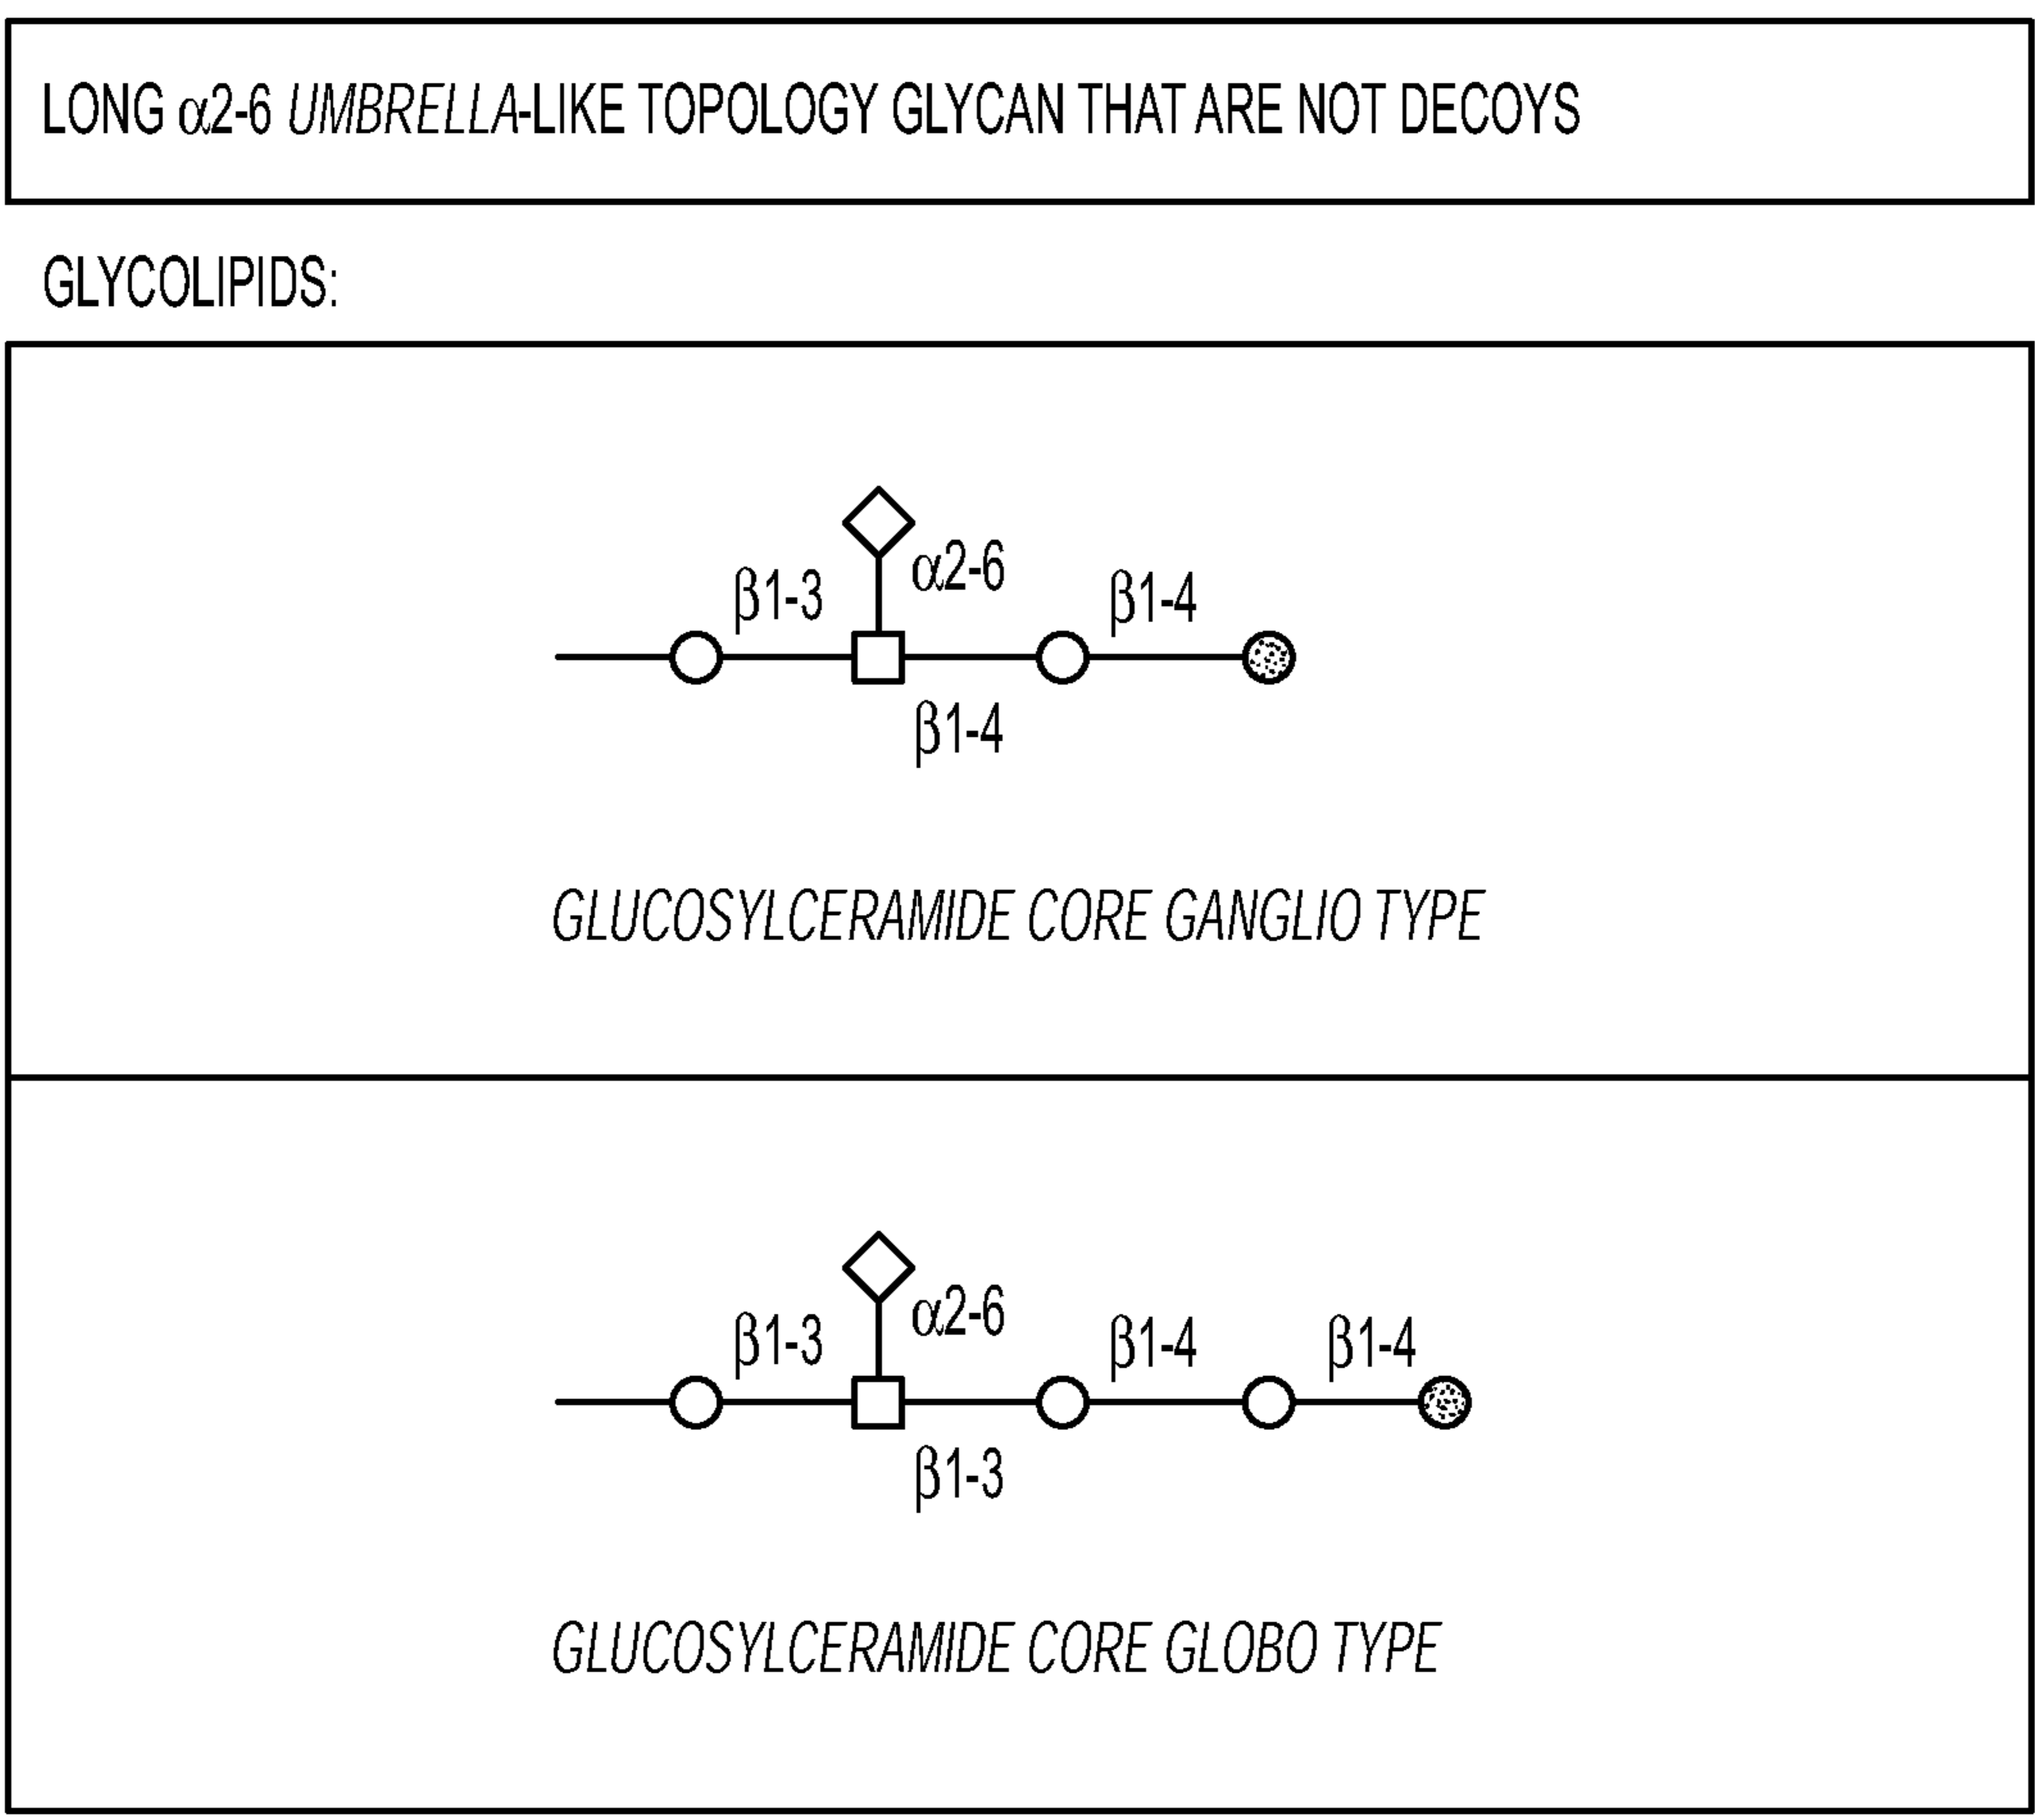 LONG α2-6 UMBRELLA-LIKE TOPOLOGY GLYCAN THAT ARE NOT DECOYS
GLYCOLIPIDS:
β1-3
α2-6
β1-4
β1-4
GLUCOSYLCERAMIDE CORE GANGLIO TYPE
β1-3
α2-6
β1-4
β1-4
β1-3
GLUCOSYLCERAMIDE CORE GLOBO TYPE